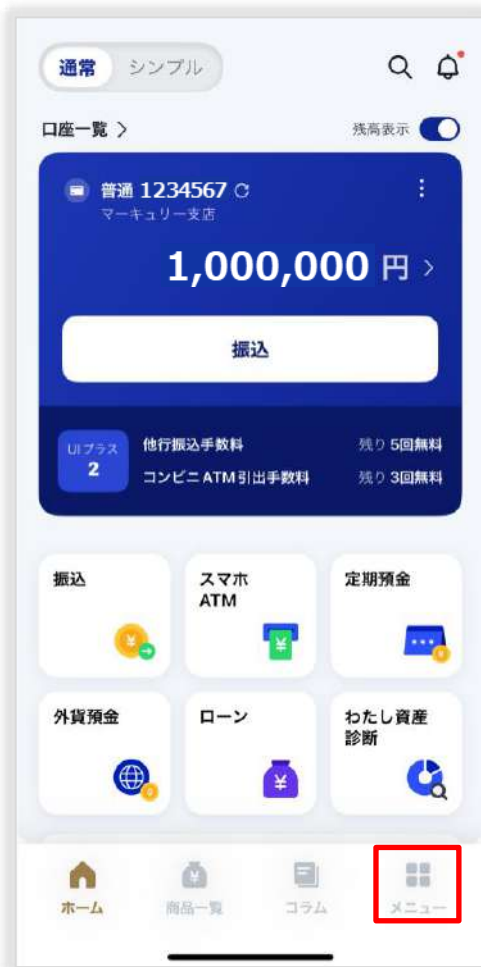 通常 シンプル
口座一覧 >
残高表示
普通 1234567
マーキュリー支店
1,000,000 円 >
振込
UIプラス
2
他行振込手数料 残り 5回無料
コンビニATM引出手数料 残り 3回無料
振込
スマホ
ATM
定期預金
外貨預金
ローン
わたし資産
診断
ホーム
商品一覧
コラム
メニュー